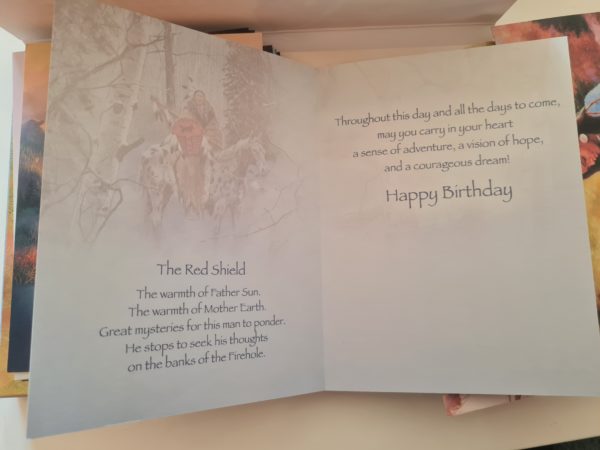 The Red Shield
The warmth of Father Sun.
The warmth of Mother Earth.
Great mysteries for this man to ponder.
He stops to seek his thoughts
on the banks of the Firehole.
Throughout this day and all the days to come,
may you carry in your heart
a sense of adventure, a vision of hope,
and a courageous dream!
Happy Birthday